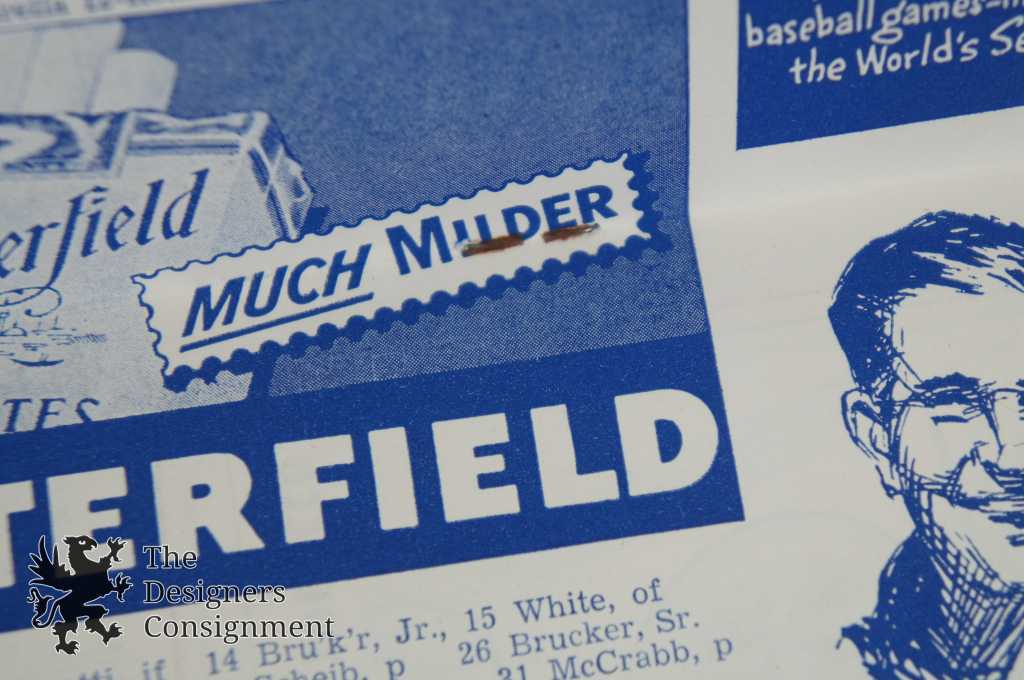 baseball games
the World's
erfield
MUCH MILDER
TES
TERFIELD
The
Designers
Consignment
14 Bru'k'r, Jr., 15 White, of
Scheib, p 26 Brucker, Sr.
31 McCrabb, p